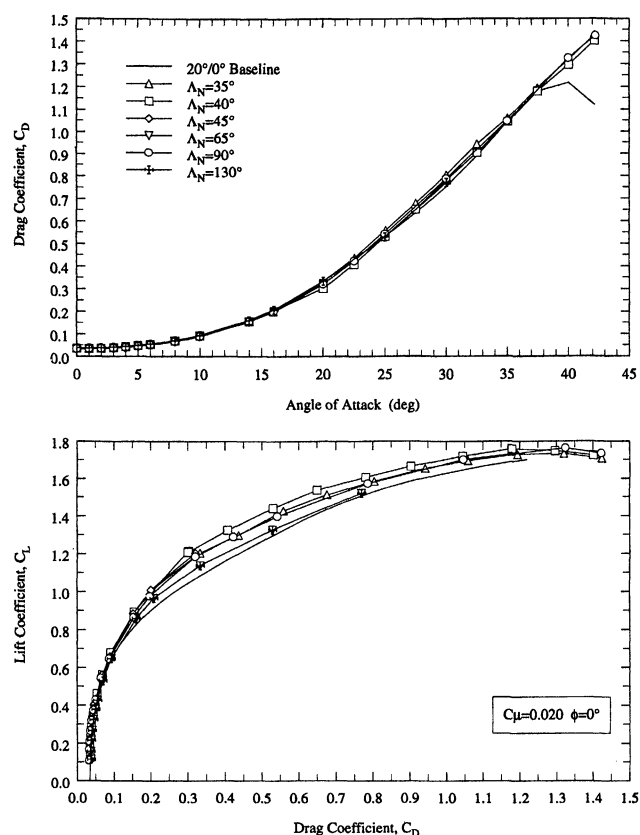 1.5
1.4
1.3
1.2
1.1
1.0
0.9
0.8
0.7
0.6
0.5
0.4
0.3
0.2
0.1
0.0
Drag Coefficient, C_D
20°/0° Baseline
Λ_N=35°
Λ_N=40°
Λ_N=45°
Λ_N=65°
Λ_N=90°
Λ_N=130°
0 5 10 15 20 25 30 35 40 45
Angle of Attack (deg)
1.8
1.6
1.4
1.2
1.0
0.8
0.6
0.4
0.2
0.0
Lift Coefficient, C_L
Cμ=0.020 φ=0°
0.0 0.1 0.2 0.3 0.4 0.5 0.6 0.7 0.8 0.9 1.0 1.1 1.2 1.3 1.4 1.5
Drag Coefficient, C_D